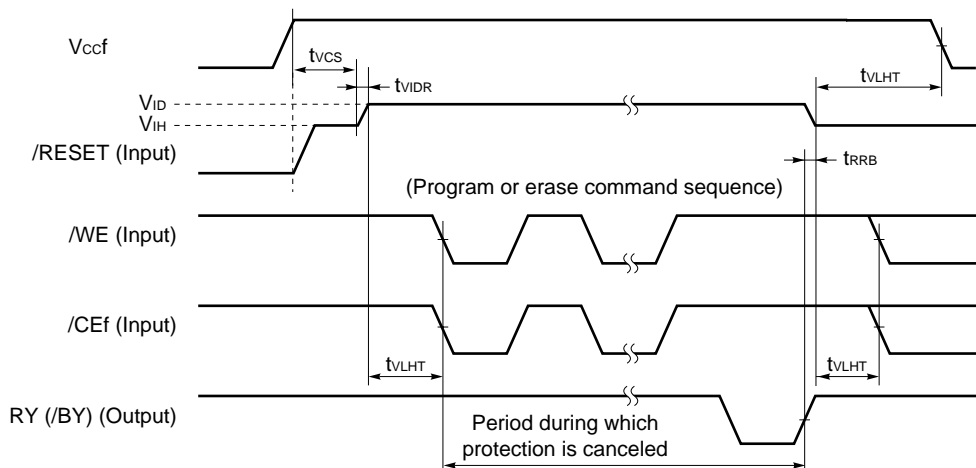 VCCf
tVCS
tVLHT
tVIDR
VID
VIH
/RESET (Input)
tRRB
(Program or erase command sequence)
/WE (Input)
/CEf (Input)
tVLHT
tVLHT
RY (/BY) (Output)
Period during which
protection is canceled